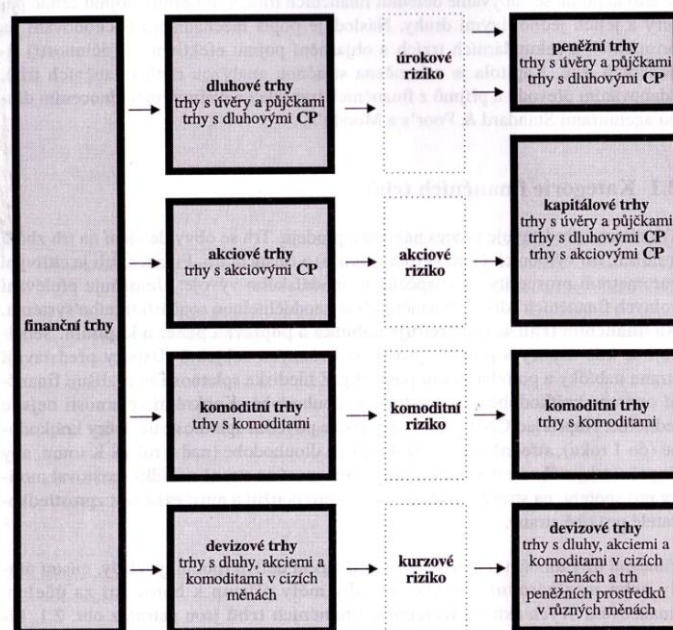 finanční trhy
dluhové trhy
trhy s úvěry a půjčkami
trhy s dluhovými CP
akciové trhy
trhy s akciovými CP
komoditní trhy
trhy s komoditami
devizové trhy
trhy s dluhy, akciemi a
komoditami v cizích
měnách
úrokové
riziko
akciové
riziko
komoditní
riziko
kurzové
riziko
peněžní trhy
trhy s úvěry a půjčkami
trhy s dluhovými CP
kapitálové trhy
trhy s úvěry a půjčkami
trhy s dluhovými CP
trhy s akciovými CP
komoditní trhy
trhy s komoditami
devizové trhy
trhy s dluhy, akciemi a
komoditami v cizích
měnách a trh
peněžních prostředků
v různých měnách